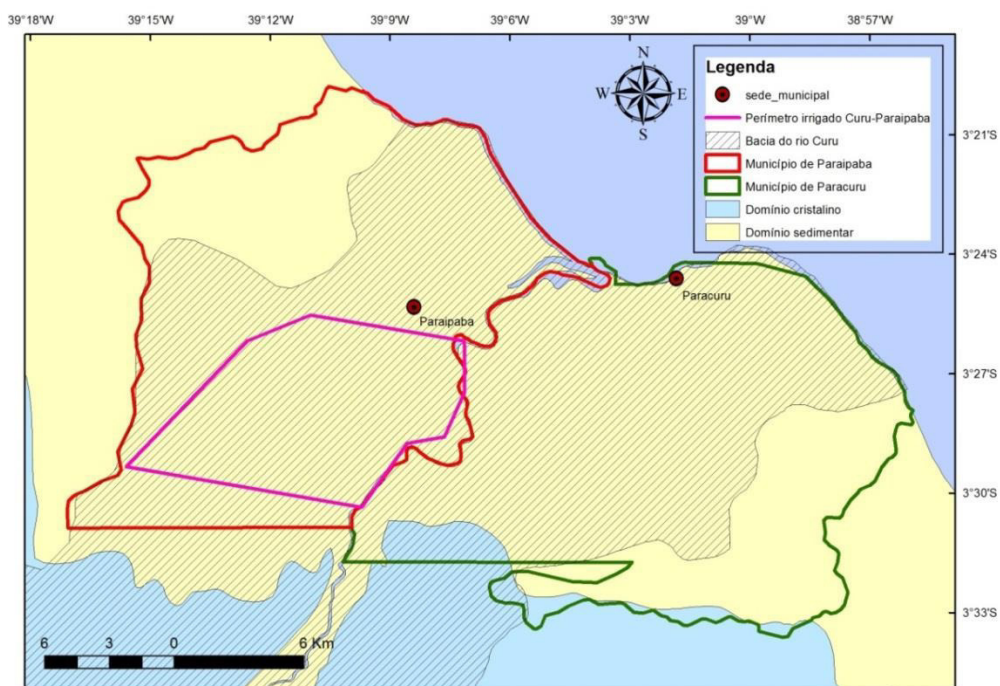 39°18'W 39°15'W 39°12'W 39°9'W 39°6'W 39°3'W 39°0'W 38°57'W
N
W E
S
Legenda
sede_municipal
Perímetro irrigado Curu-Paraipaba
Bacia do rio Curu
Município de Paraipaba
Município de Paracuru
Domínio cristalino
Domínio sedimentar
3°21'S
3°24'S
Paracuru
Paraipaba
3°27'S
3°30'S
3°33'S
6 3 0 6 Km